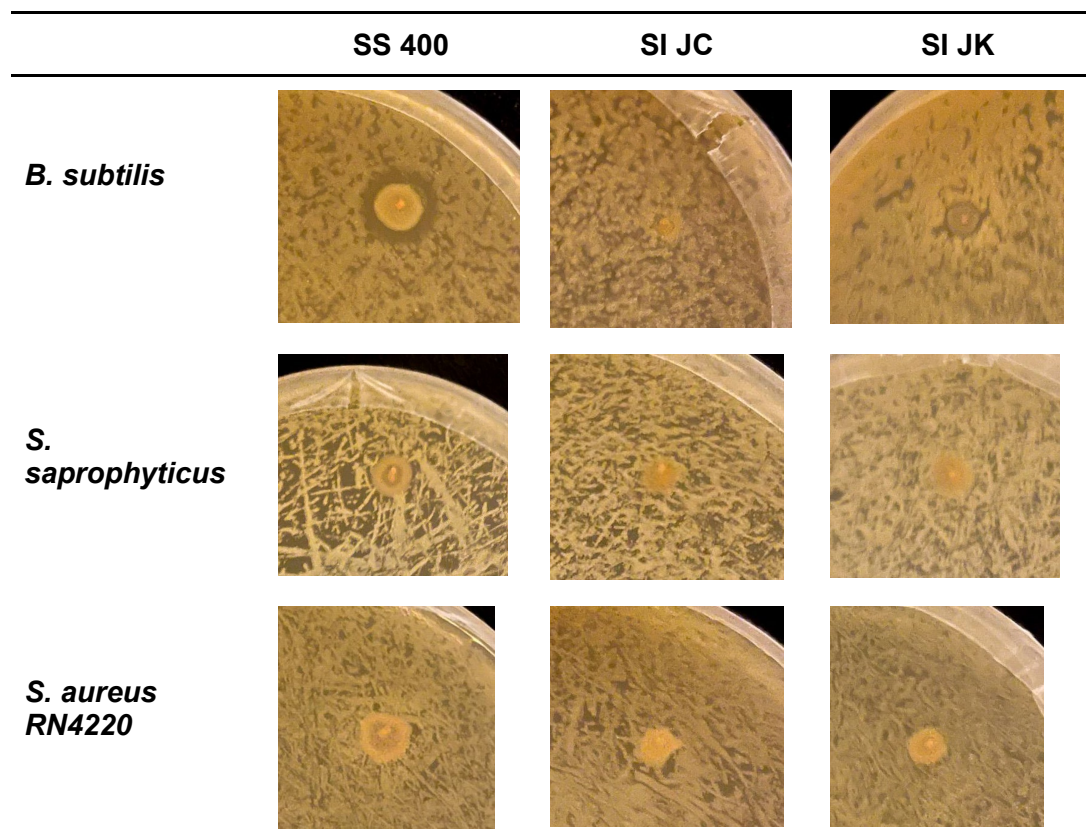 SS 400 SI JC SI JK
B. subtilis
S.
saprophyticus
S. aureus
RN4220